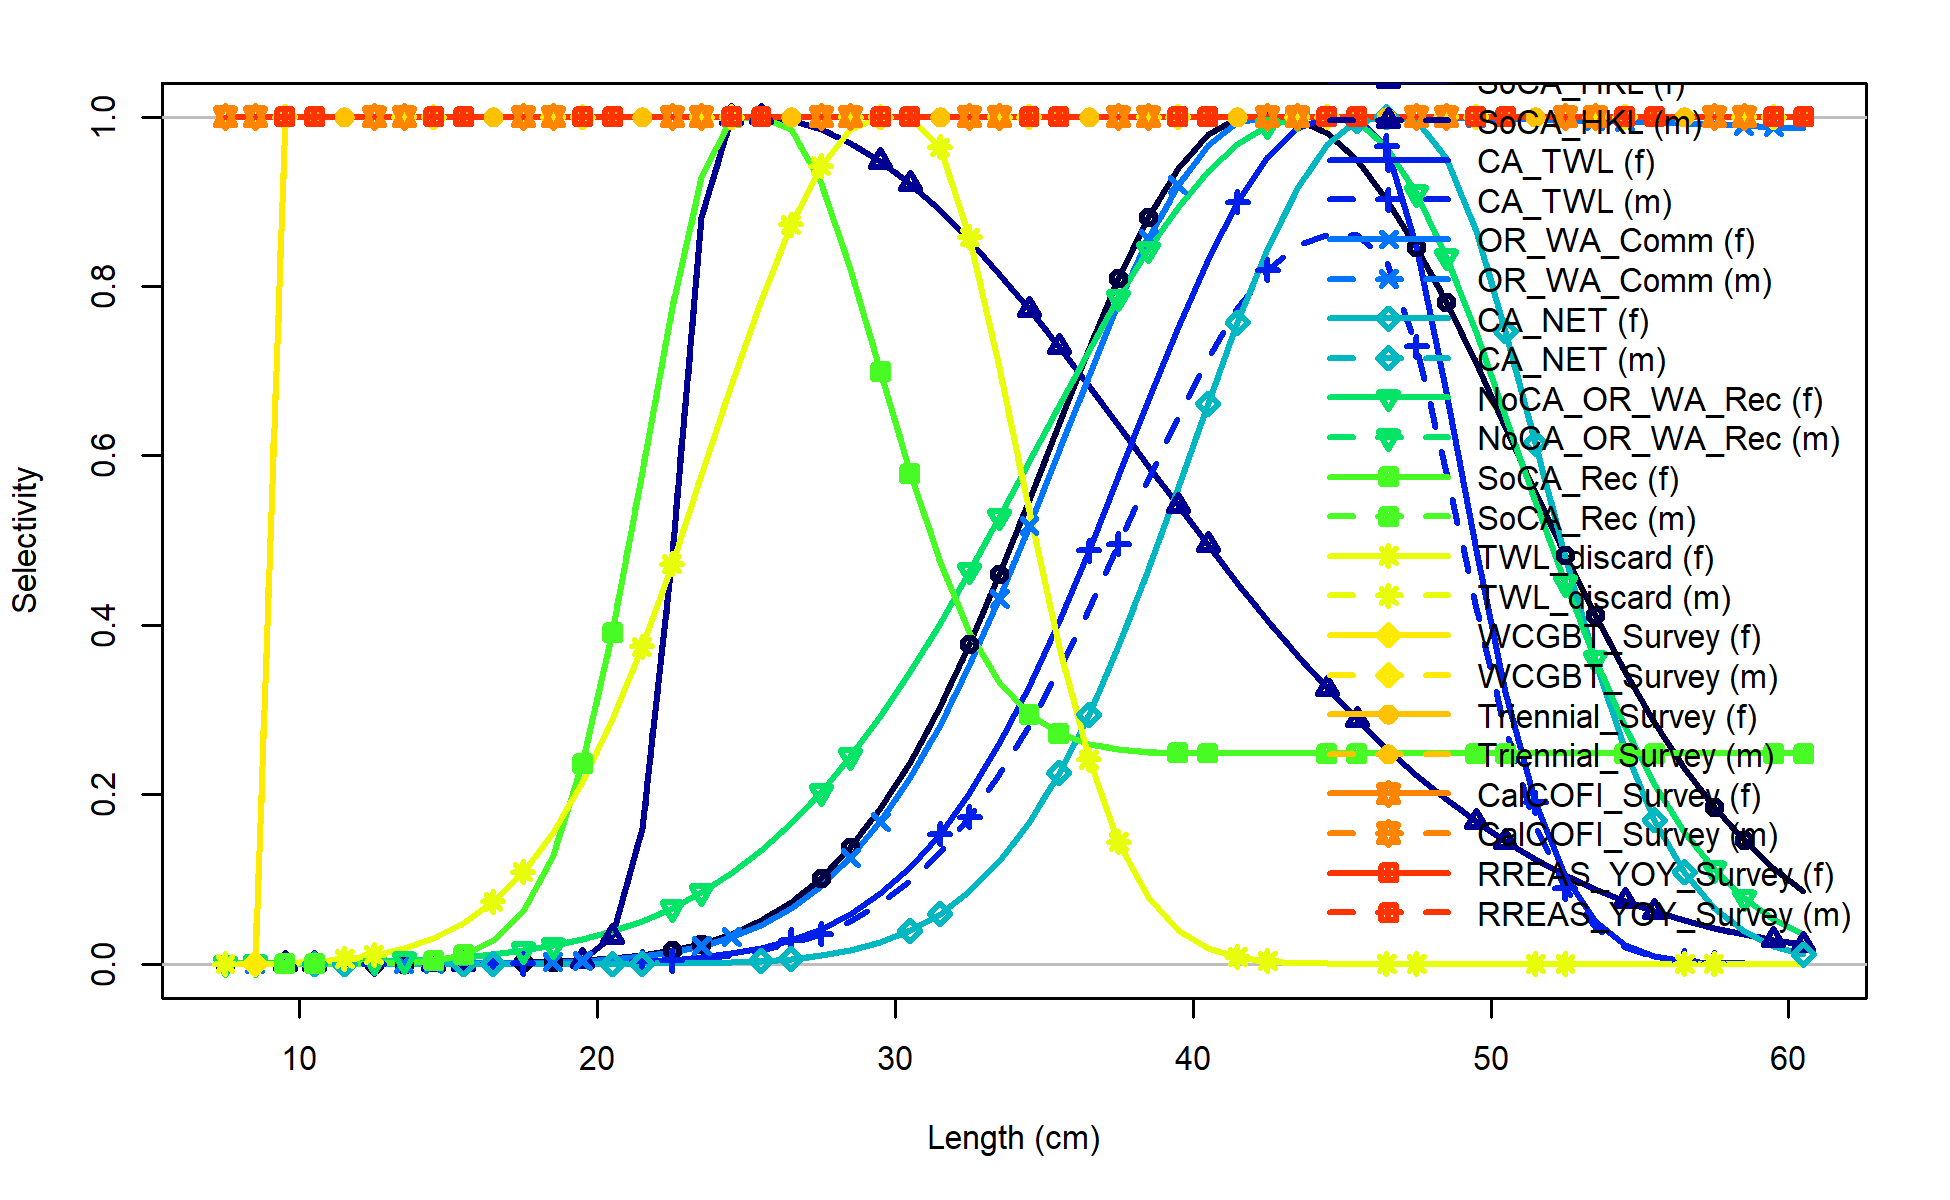 SoCA_HKL (f)
SoCA_HKL (m)
CA_TWL (f)
CA_TWL (m)
OR_WA_Comm (f)
OR_WA_Comm (m)
CA_NET (f)
CA_NET (m)
NoCA_OR_WA_Rec (f)
NoCA_OR_WA_Rec (m)
SoCA_Rec (f)
SoCA_Rec (m)
TWL_discard (f)
TWL_discard (m)
WCGBT_Survey (f)
WCGBT_Survey (m)
Triennial_Survey (f)
Triennial_Survey (m)
CalCOFI_Survey (f)
CalCOFI_Survey (m)
RREAS_YOY_Survey (f)
RREAS_YOY_Survey (m)
1.0
0.8
0.6
0.4
0.2
0.0
Selectivity
10 20 30 40 50 60
Length (cm)